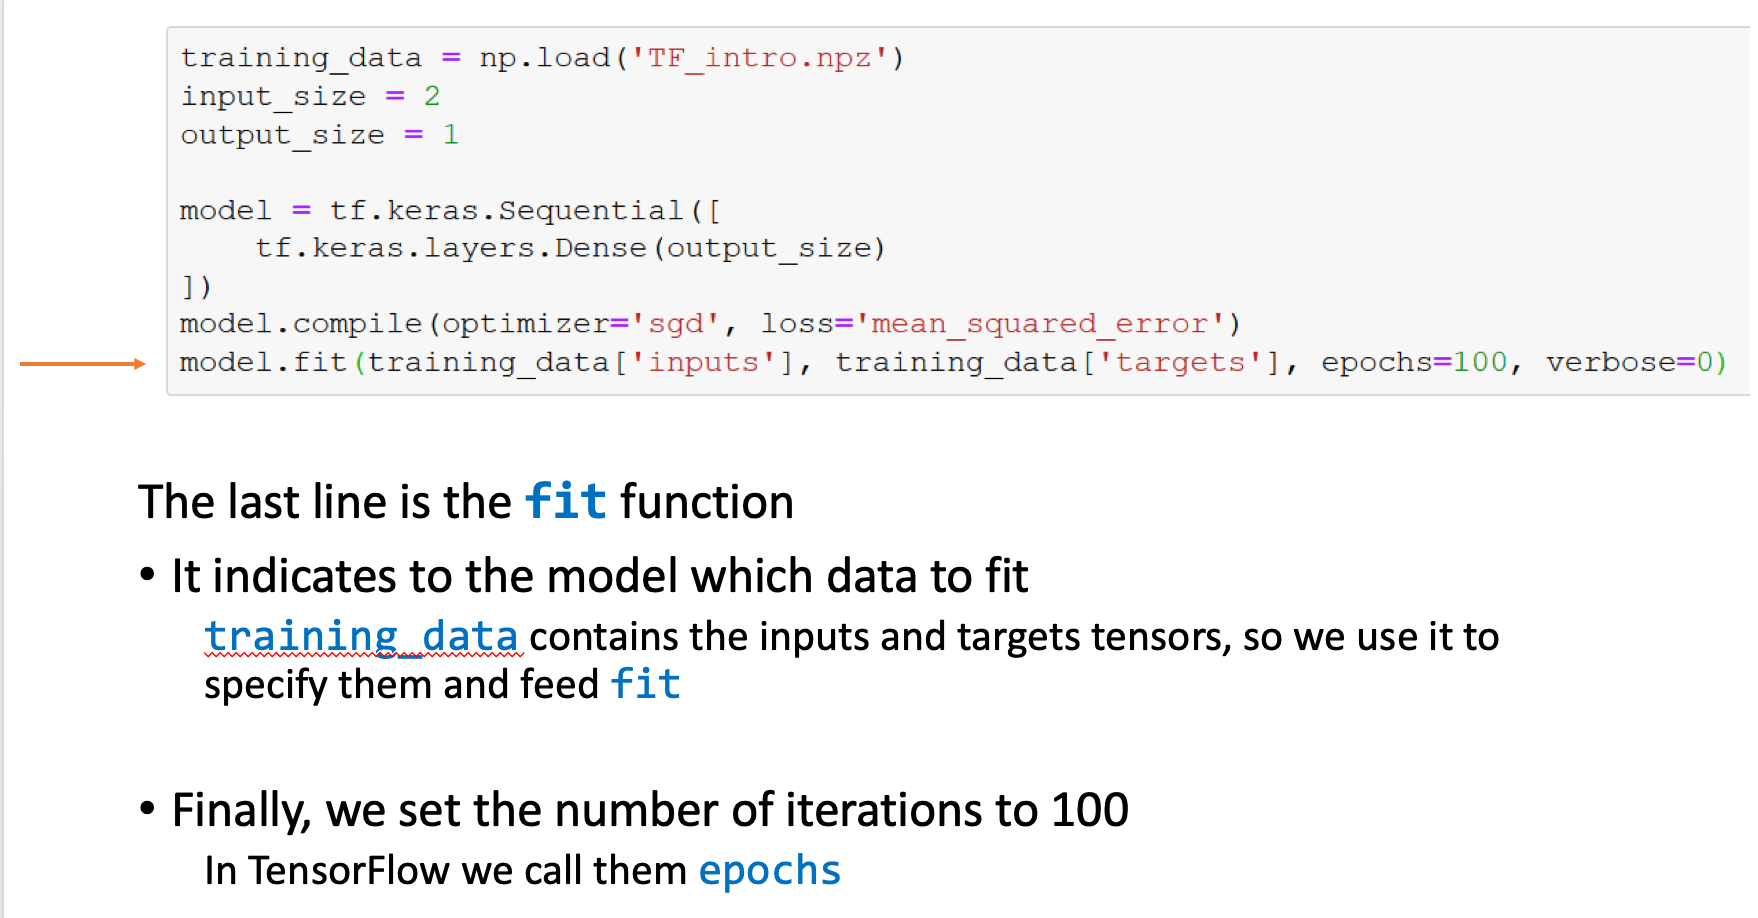 training_data = np.load('TF_intro.npz')
input_size = 2
output_size = 1
model = tf.keras.Sequential([
    tf.keras.layers.Dense(output_size)
])
model.compile(optimizer='sgd', loss='mean_squared_error')
model.fit(training_data['inputs'], training_data['targets'], epochs=100, verbose=0)
The last line is the fit function
• It indicates to the model which data to fit
training_data contains the inputs and targets tensors, so we use it to
specify them and feed fit
• Finally, we set the number of iterations to 100
In TensorFlow we call them epochs